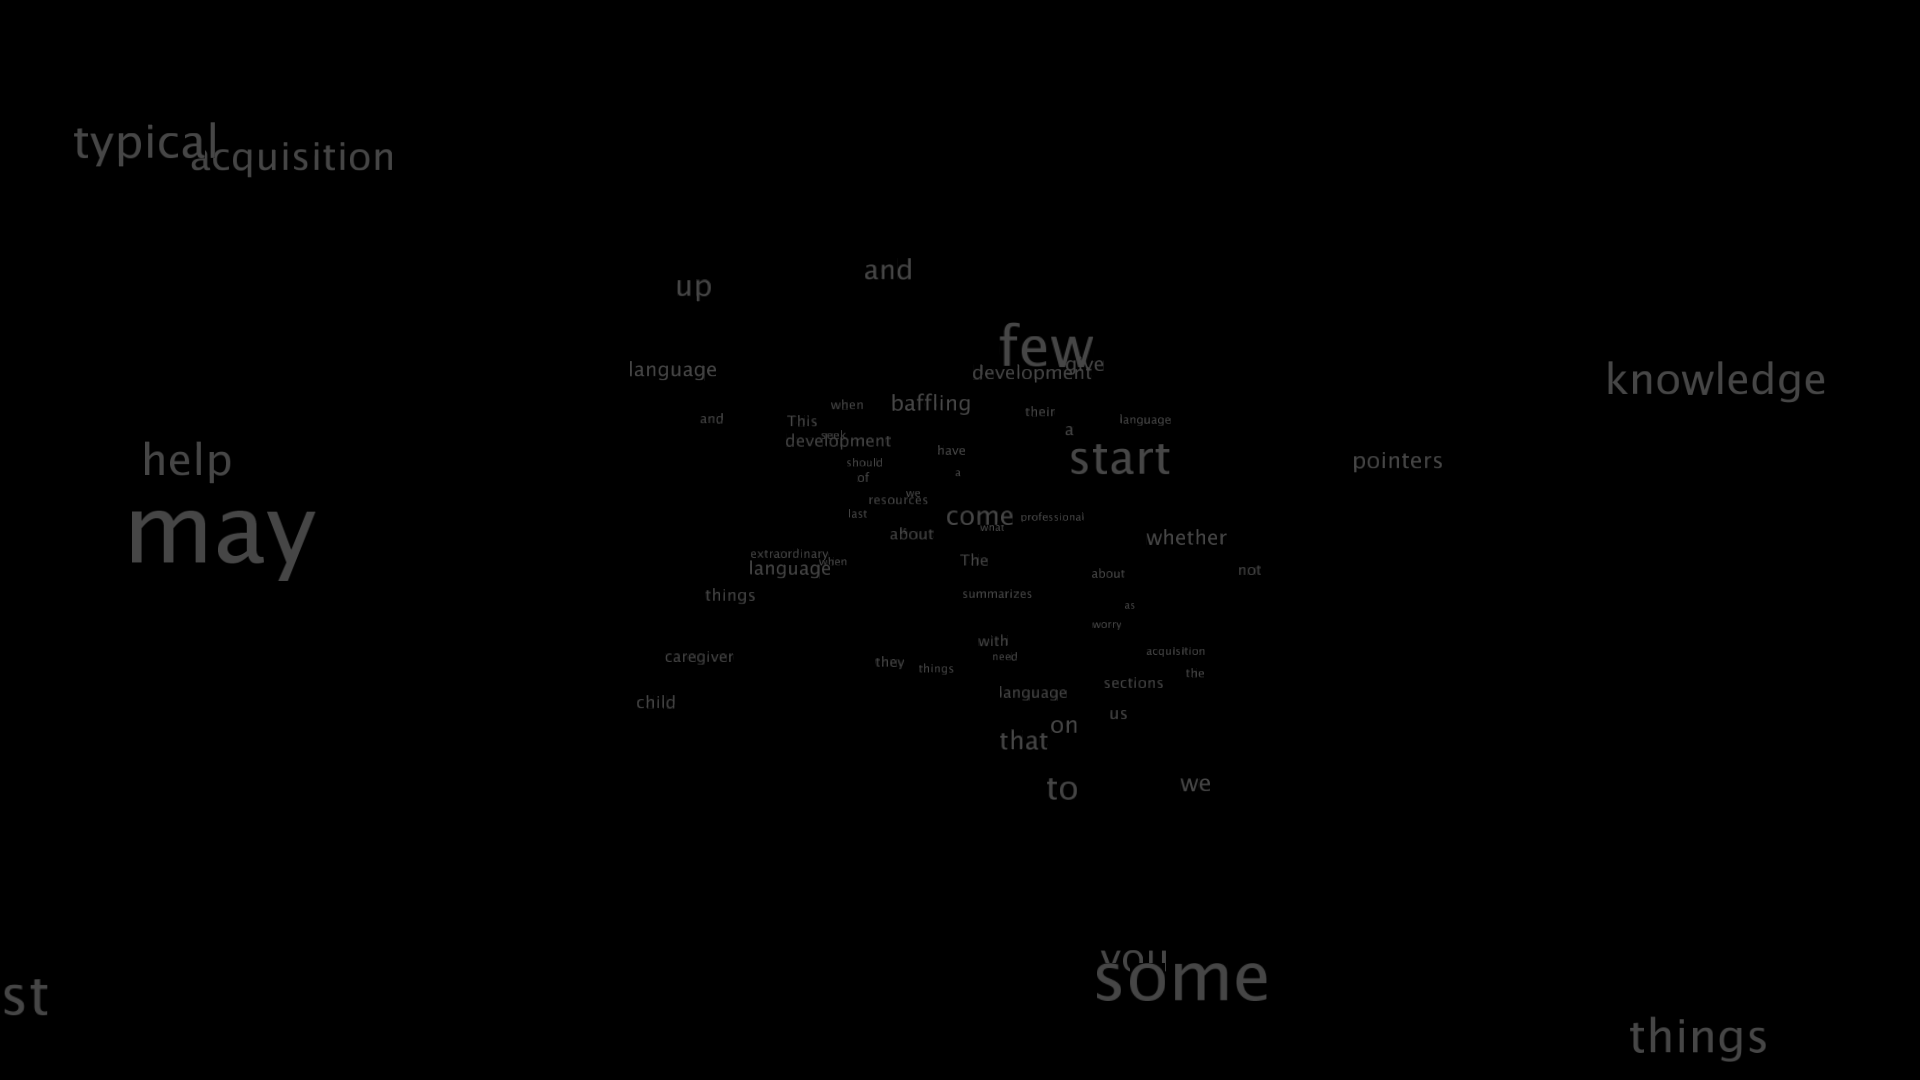 typical
acquisition
and
up
few
give
language
development
knowledge
baffling
when
their
and
This
language
a
seek
development
help
have
start
pointers
should
a
of
we
resources
may
last
come
professional
what
about
whether
extraordinary
The
when
language
not
about
things
summarizes
as
worry
with
acquisition
caregiver
need
they
things
the
sections
language
child
us
on
that
we
to
you
some
st
things